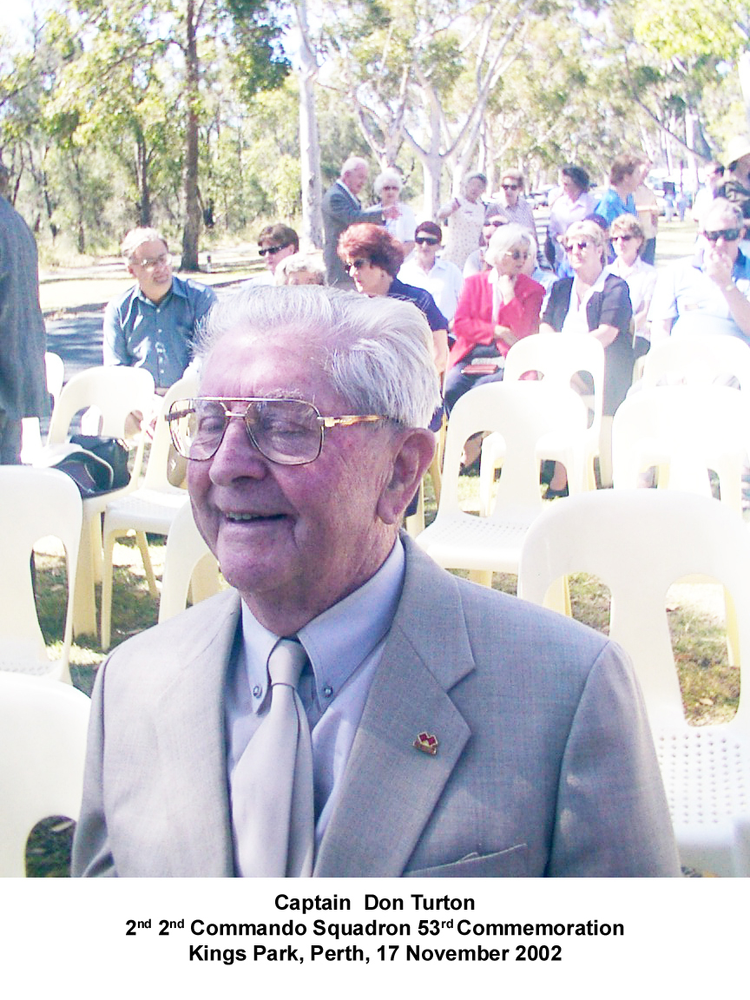 Captain Don Turton
2nd 2nd Commando Squadron 53rd Commemoration
Kings Park, Perth, 17 November 2002